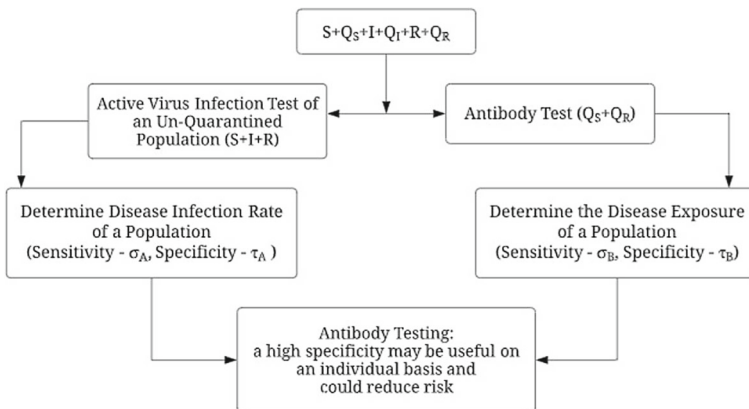 S+Q_S+I+Q_I+R+Q_R
Active Virus Infection Test of
an Un-Quarantined
Population (S+I+R)
Antibody Test (Q_S+Q_R)
Determine Disease Infection Rate
of a Population
(Sensitivity - σ_A, Specificity - τ_A )
Determine the Disease Exposure
of a Population
(Sensitivity - σ_B, Specificity - τ_B)
Antibody Testing:
a high specificity may be useful on
an individual basis and
could reduce risk